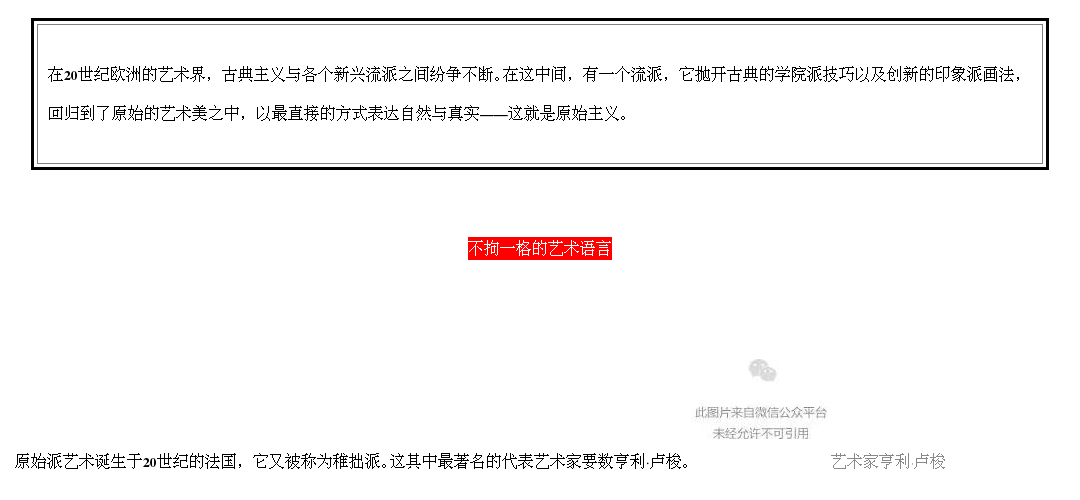 在20世纪欧洲的艺术界，古典主义与各个新兴流派之间纷争不断。在这中间，有一个流派，它抛开古典的学院派技巧以及创新的印象派画法，
回归到了原始的艺术美之中，以最直接的方式表达自然与真实——这就是原始主义。
不拘一格的艺术语言
此图片来自微信公众平台
未经允许不可引用
原始派艺术诞生于20世纪的法国，它又被称为稚拙派。这其中最著名的代表艺术家要数亨利·卢梭。 艺术家亨利·卢梭